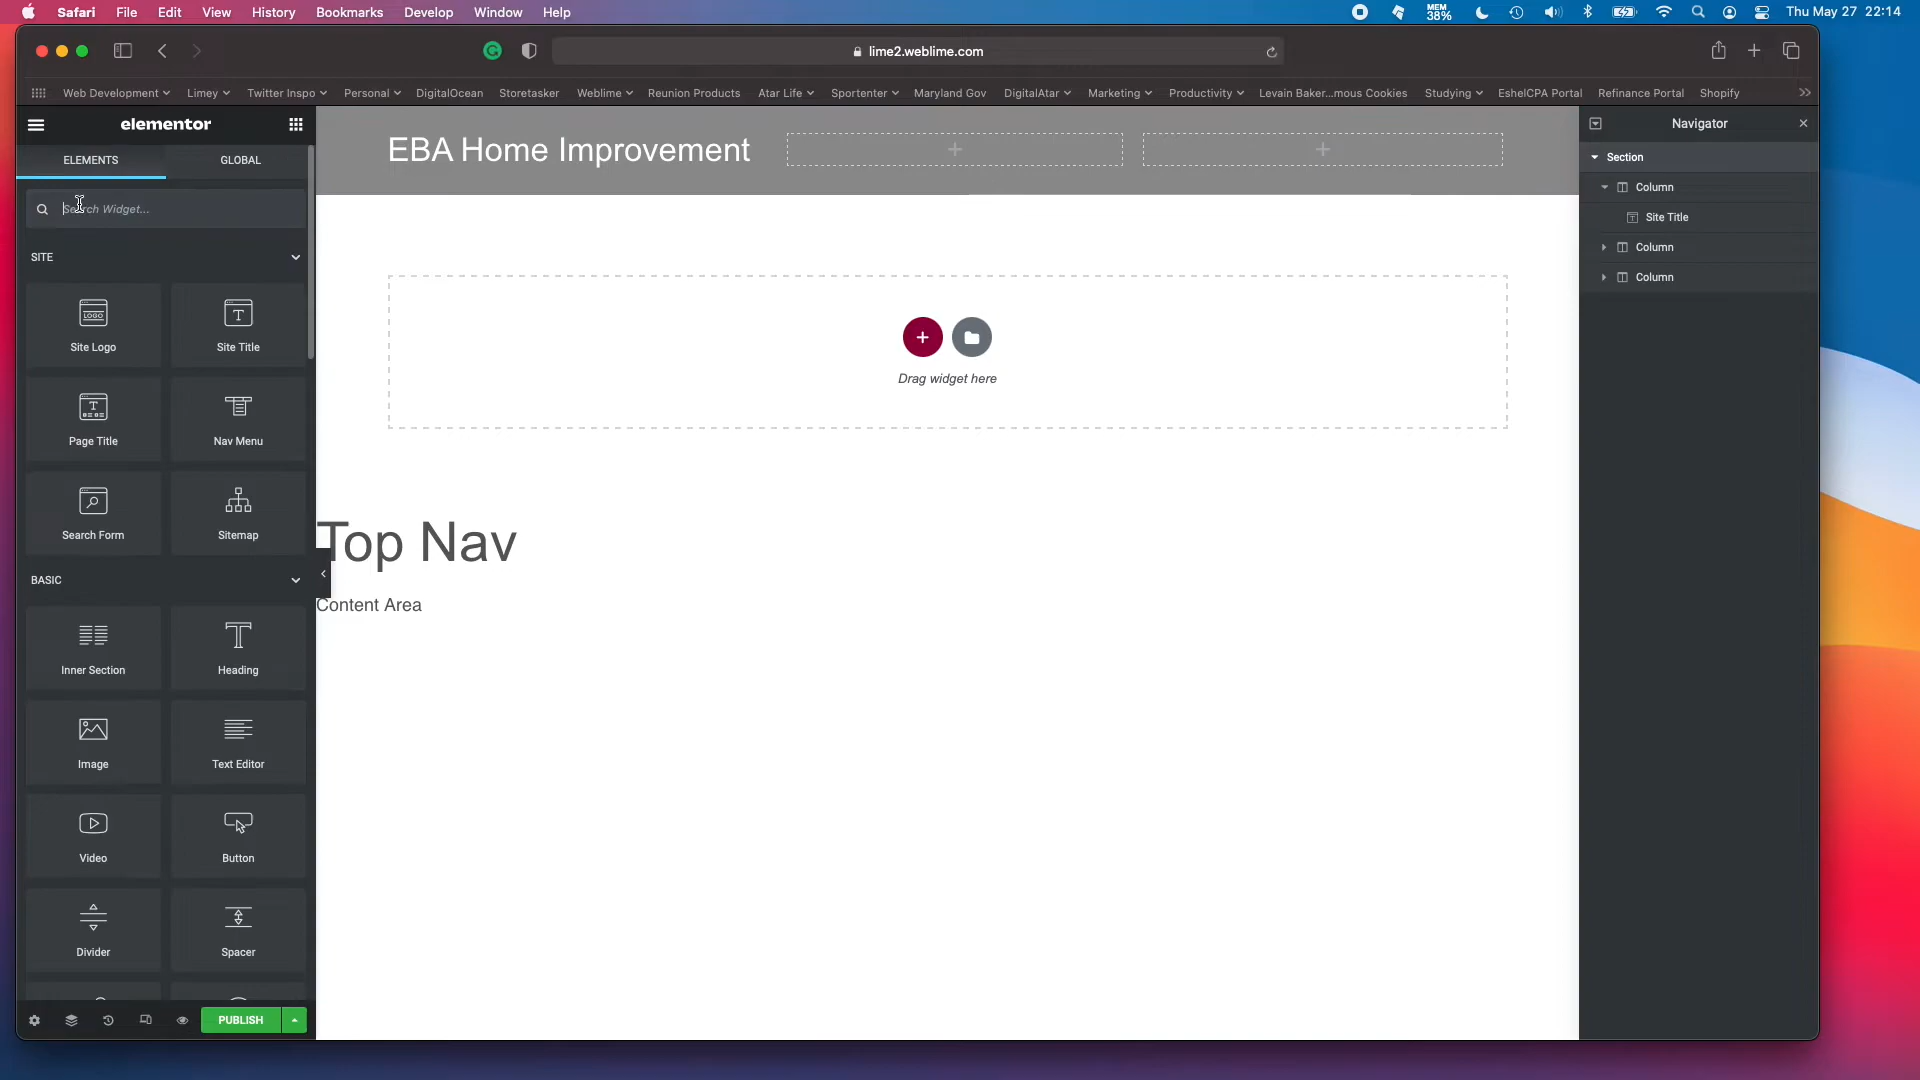 Safari File Edit View History Bookmarks Develop Window Help MEM 38% Thu May 27 22:14
lime2.weblime.com
Web Development Limey Twitter Inspo Personal DigitalOcean Storetasker Weblime Reunion Products Atar Life Sportenter Maryland Gov DigitalAtar Marketing Productivity Levain Baker...mous Cookies Studying EshelCPA Portal Refinance Portal Shopify
elementor
ELEMENTS GLOBAL
Search Widget...
SITE
LOGO
Site Logo Site Title
Page Title Nav Menu
Search Form Sitemap
BASIC
Inner Section Heading
Image Text Editor
Video Button
Divider Spacer
PUBLISH
EBA Home Improvement
Drag widget here
Top Nav
Content Area
Navigator
Section
Column
Site Title
Column
Column